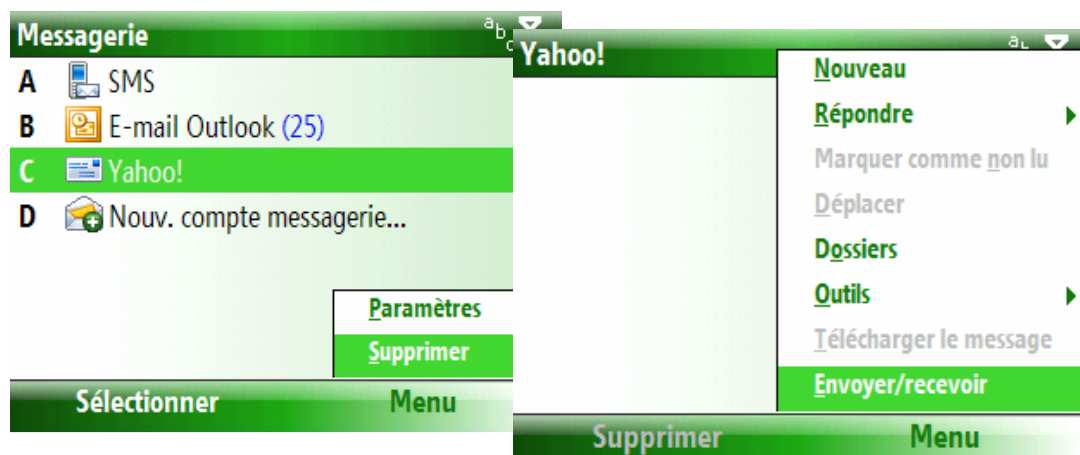 Messagerie
A SMS
B E-mail Outlook (25)
C Yahoo!
D Nouv. compte messagerie...
Paramètres
Supprimer
Sélectionner Menu
Yahoo!
Nouveau
Répondre
Marquer comme non lu
Déplacer
Dossiers
Outils
Télécharger le message
Envoyer/recevoir
Supprimer Menu